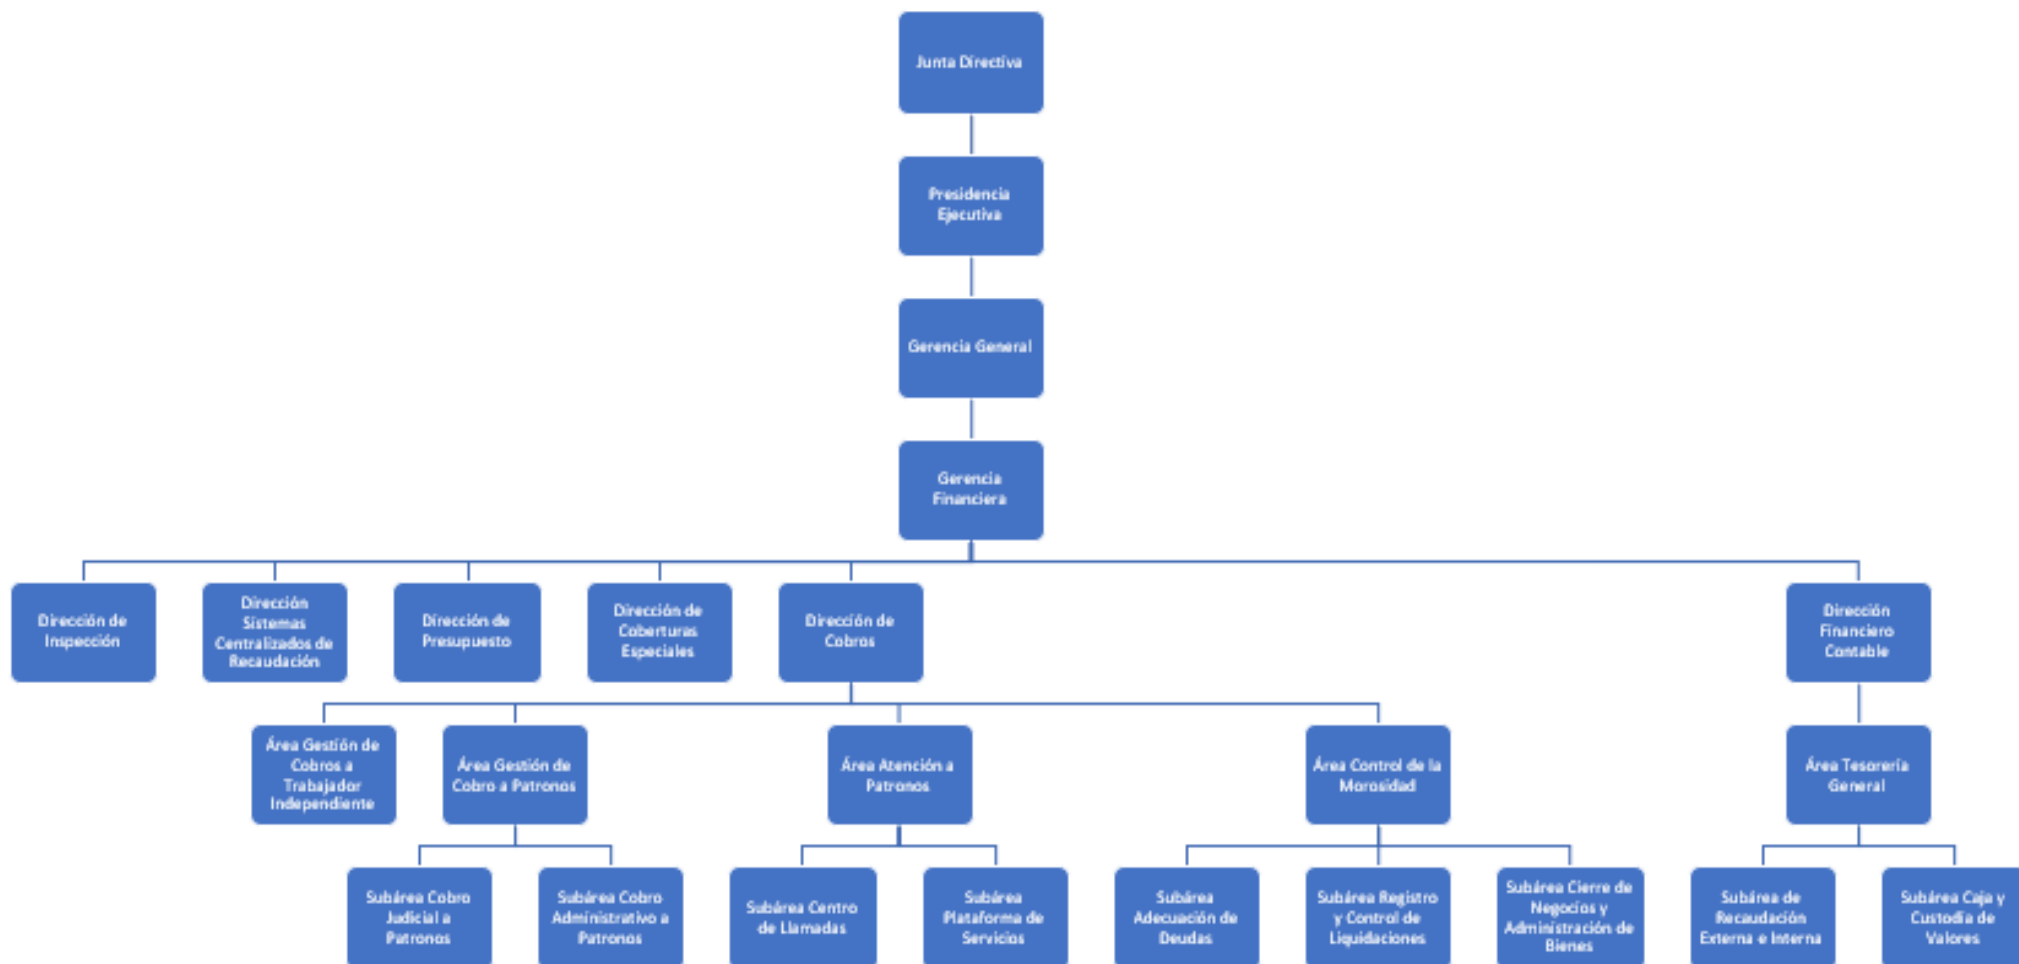 Junta Directiva
Presidencia
Ejecutiva
Gerencia General
Gerencia
Financiera
Dirección de
Inspección
Dirección
Sistemas
Centralizados de
Recaudación
Dirección de
Presupuesto
Dirección de
Coberturas
Especiales
Dirección de
Cobros
Dirección
Financiero
Contable
Área Gestión de
Cobros a
Trabajador
Independiente
Área Gestión de
Cobro a Patronos
Área Atención a
Patronos
Área Control de la
Morosidad
Área Tesorería
General
Subárea Cobro
Judicial a
Patronos
Subárea Cobro
Administrativo a
Patronos
Subárea Centro
de Llamadas
Subárea
Plataforma de
Servicios
Subárea
Adecuación de
Deudas
Subárea Registro
y Control de
Liquidaciones
Subárea Cierre de
Negocios y
Administración de
Bienes
Subárea de
Recaudación
Externa e Interna
Subárea Caja y
Custodia de
Valores